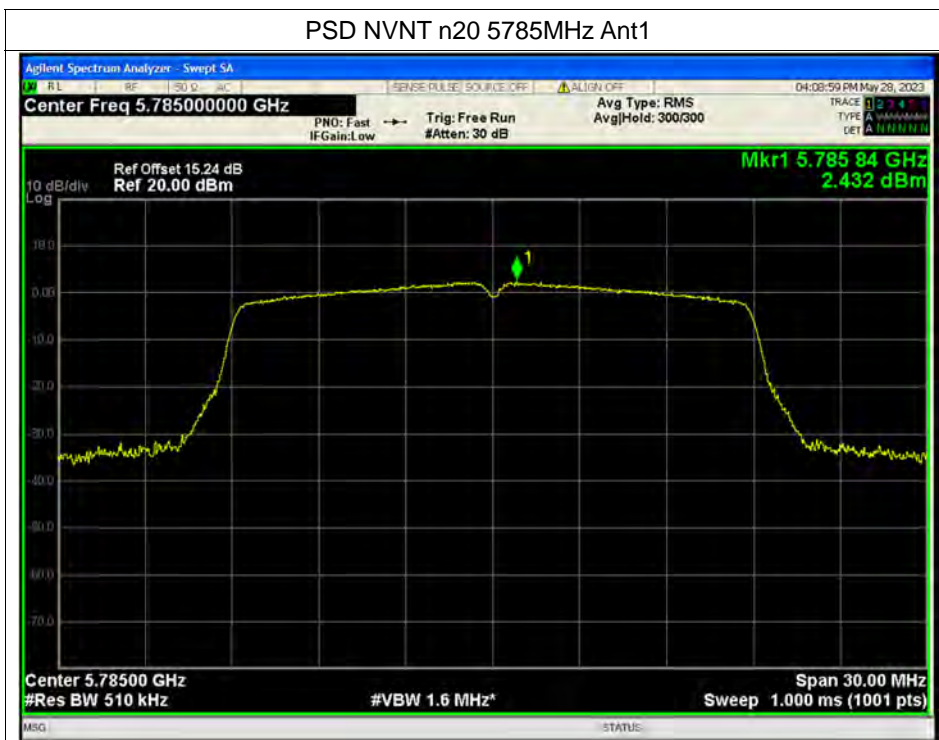 PSD NVNT n20 5785MHz Ant1
Agilent Spectrum Analyzer - Swept SA
RL RF 50 Ω AC SENSE:PULSE SOURCE OFF ALIGN OFF 04:08:59 PM May 28, 2023
Center Freq 5.785000000 GHz
PNO: Fast
IFGain:Low
Trig: Free Run
#Atten: 30 dB
Avg Type: RMS
Avg|Hold: 300/300
TRACE 1 2 3 4 5 6
TYPE A
DET A N N N N N
Mkr1 5.785 84 GHz
2.432 dBm
Ref Offset 15.24 dB
10 dB/div Ref 20.00 dBm
Log
1
10.0
0.00
-10.0
-20.0
-30.0
-40.0
-50.0
-60.0
-70.0
Center 5.78500 GHz Span 30.00 MHz
#Res BW 510 kHz #VBW 1.6 MHz* Sweep 1.000 ms (1001 pts)
MSG STATUS